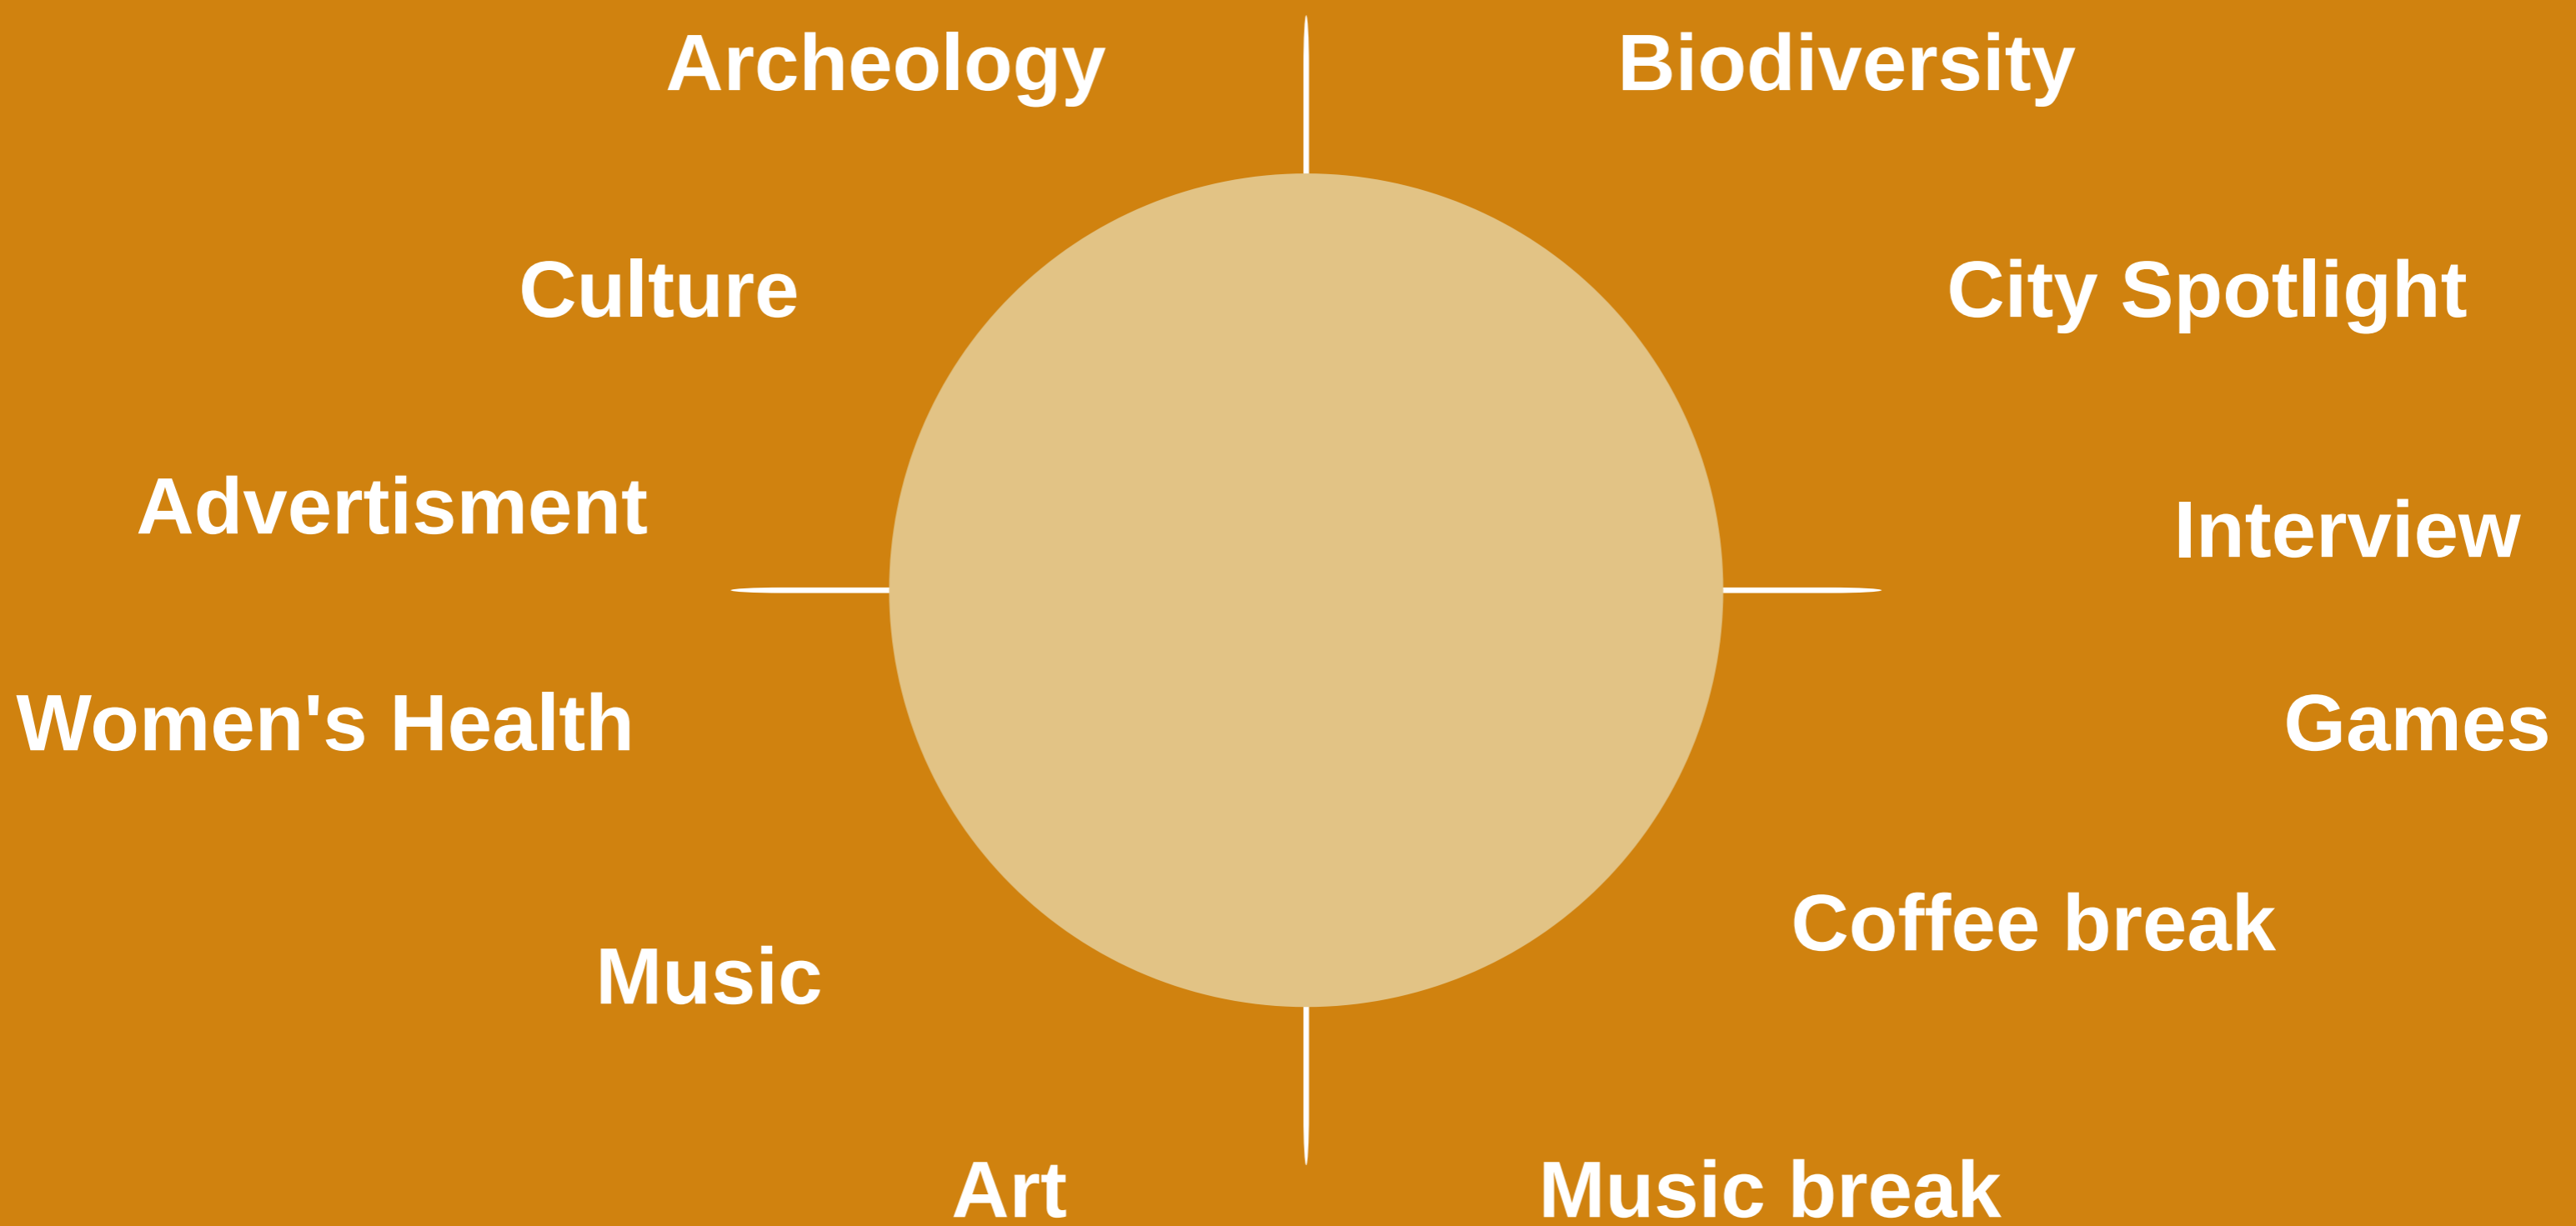 Archeology
Biodiversity
Culture
City Spotlight
Advertisment
Interview
Women's Health
Games
Coffee break
Music
Art
Music break